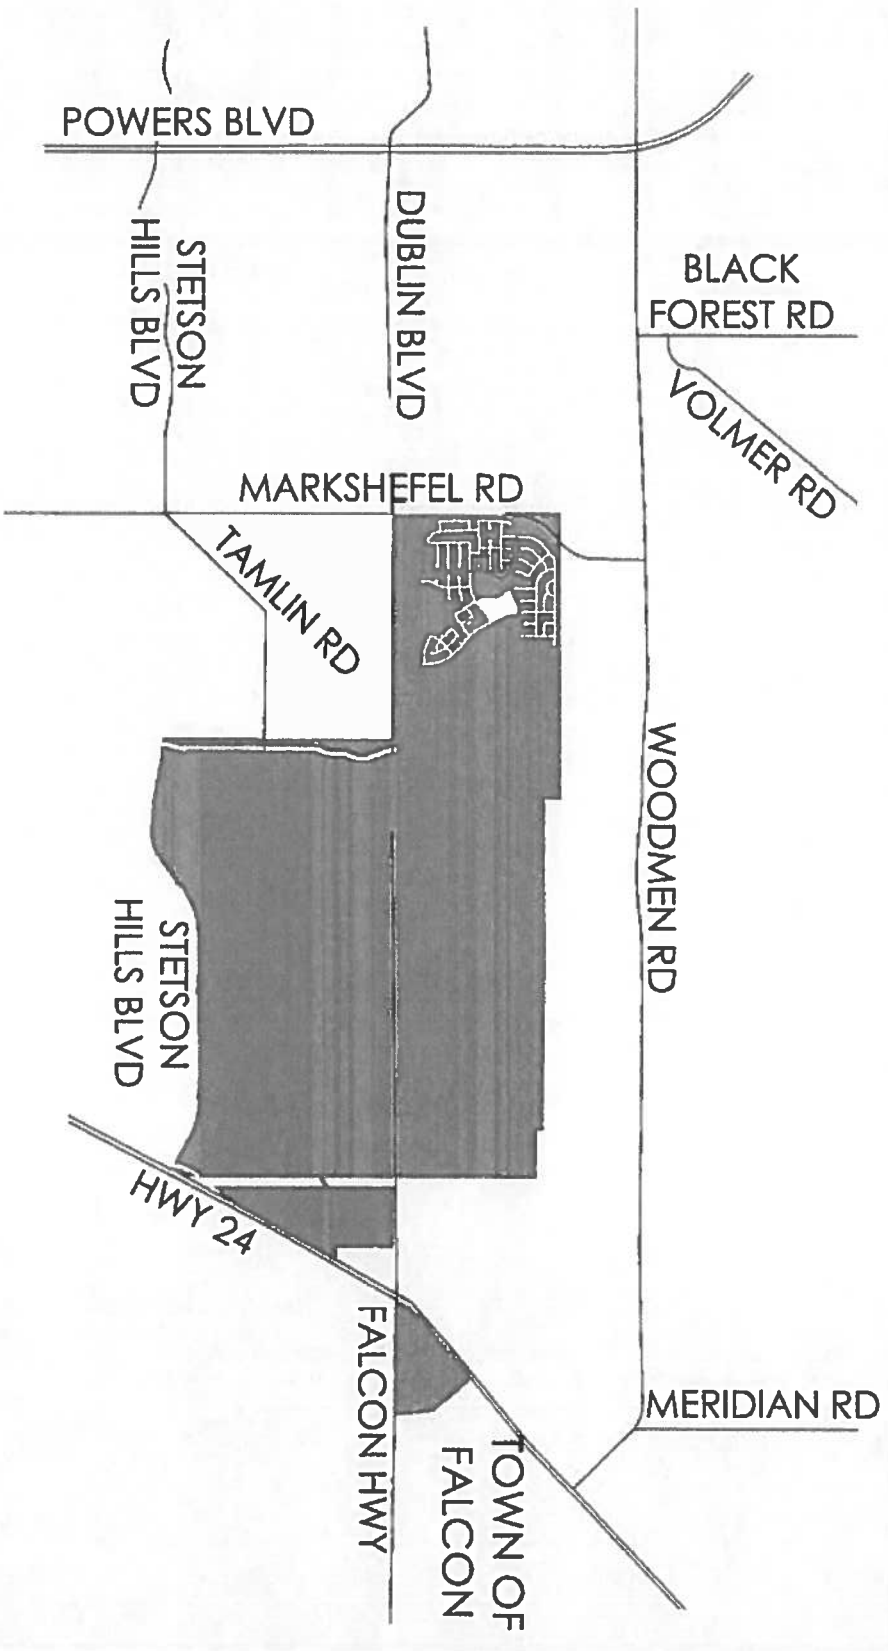 POWERS BLVD
STETSON
HILLS BLVD
DUBLIN BLVD
BLACK
FOREST RD
VOLMER RD
MARKSHEFEL RD
TAMLIN RD
WOODMEN RD
STETSON
HILLS BLVD
HWY 24
FALCON HWY
MERIDIAN RD
TOWN OF
FALCON